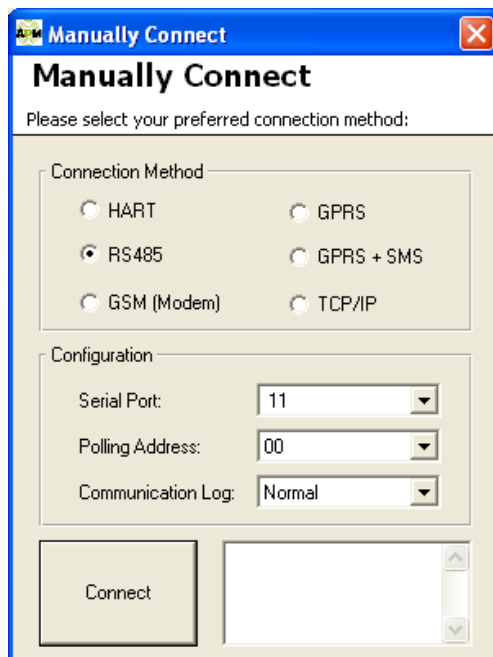 APM Manually Connect
Manually Connect
Please select your preferred connection method:
Connection Method
HART
GPRS
RS485
GPRS + SMS
GSM (Modem)
TCP/IP
Configuration
Serial Port: 11
Polling Address: 00
Communication Log: Normal
Connect